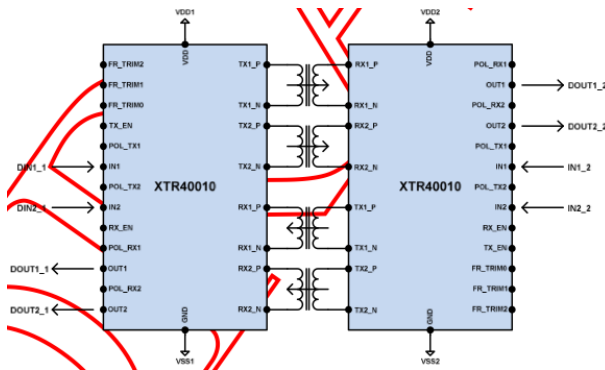 VDD1 VDD2
VDD VDD
FR_TRIM2 TX1_P RX1_P POL_RX1
FR_TRIM1 OUT1 DOUT1_2
FR_TRIM0 TX1_N RX1_N POL_RX2
TX_EN TX2_P RX2_P OUT2 DOUT2_2
POL_TX1 POL_TX1
DIN1_1 IN1 TX2_N RX2_N IN1 IN1_2
POL_TX2 XTR40010 XTR40010 POL_TX2
DIN2_1 IN2 RX1_P TX1_P IN2 IN2_2
RX_EN RX_EN
POL_RX1 RX1_N TX1_N TX_EN
DOUT1_1 OUT1 RX2_P TX2_P FR_TRIM0
POL_RX2 FR_TRIM1
DOUT2_1 OUT2 RX2_N TX2_N FR_TRIM2
GND GND
VSS1 VSS2